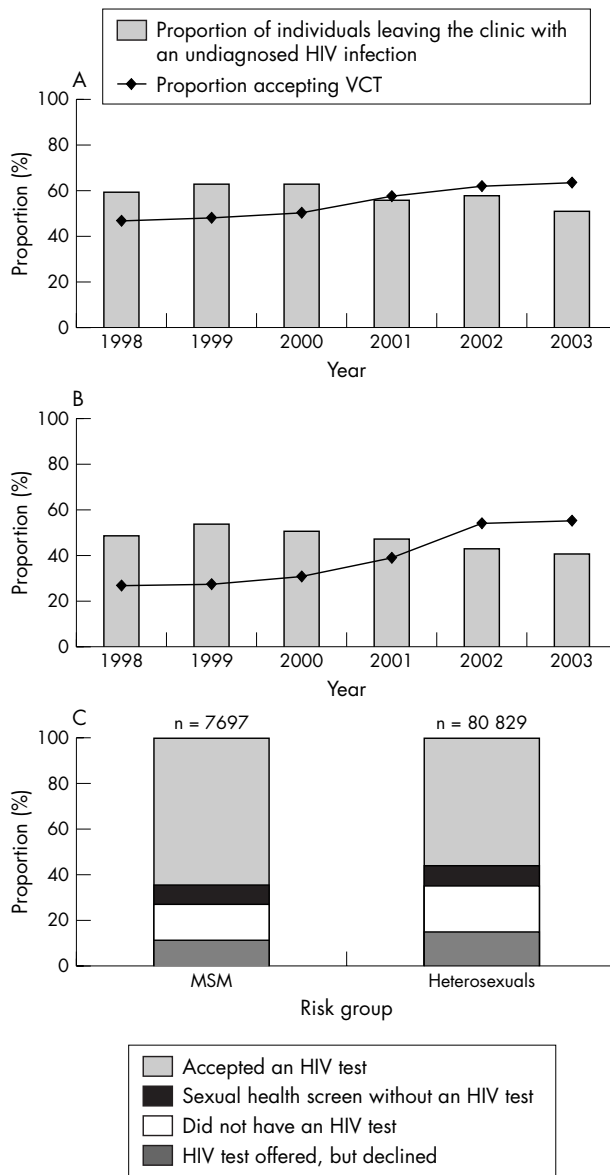 Proportion of individuals leaving the clinic with
an undiagnosed HIV infection
Proportion accepting VCT
A
100
80
60
40
20
0
Proportion (%)
1998 1999 2000 2001 2002 2003
Year
B
100
80
60
40
20
0
Proportion (%)
1998 1999 2000 2001 2002 2003
Year
C
n = 7697 n = 80 829
100
80
60
40
20
0
Proportion (%)
MSM Heterosexuals
Risk group
Accepted an HIV test
Sexual health screen without an HIV test
Did not have an HIV test
HIV test offered, but declined